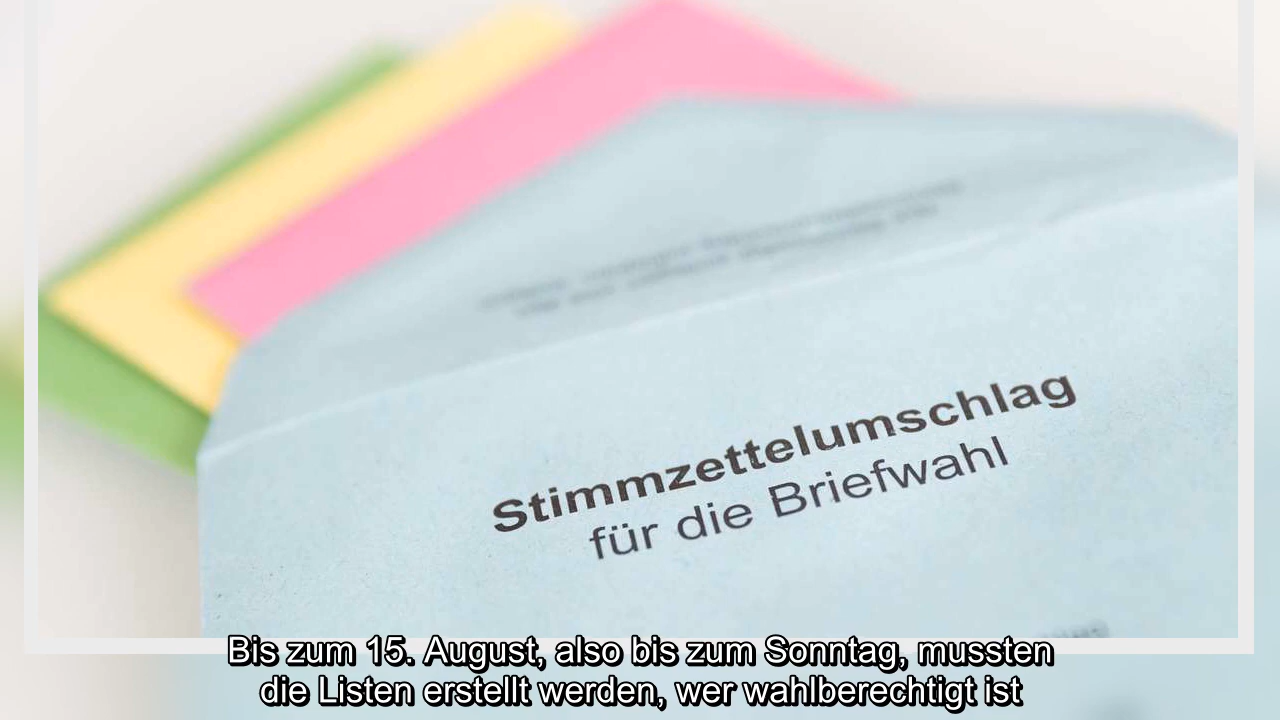 Stimmzettelumschlag
für die Briefwahl
Bis zum 15. August, also bis zum Sonntag, mussten
die Listen erstellt werden, wer wahlberechtigt ist